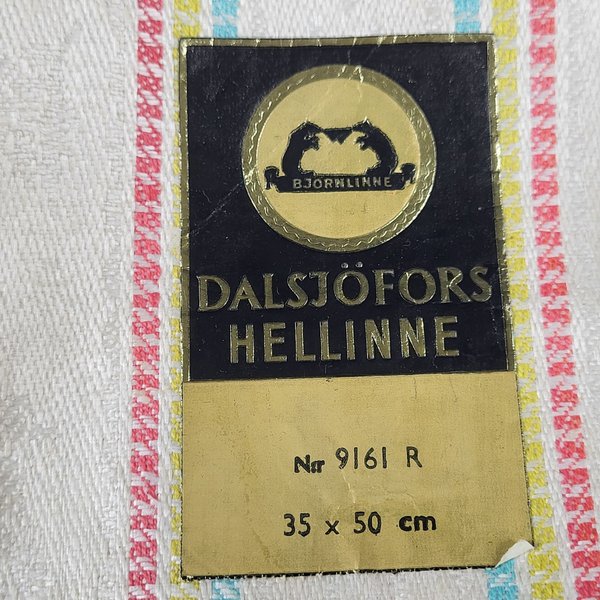 BJÖRNLINNE
DALSJÖFORS
HELLINNE
Nr 9161 R
35 x 50 cm